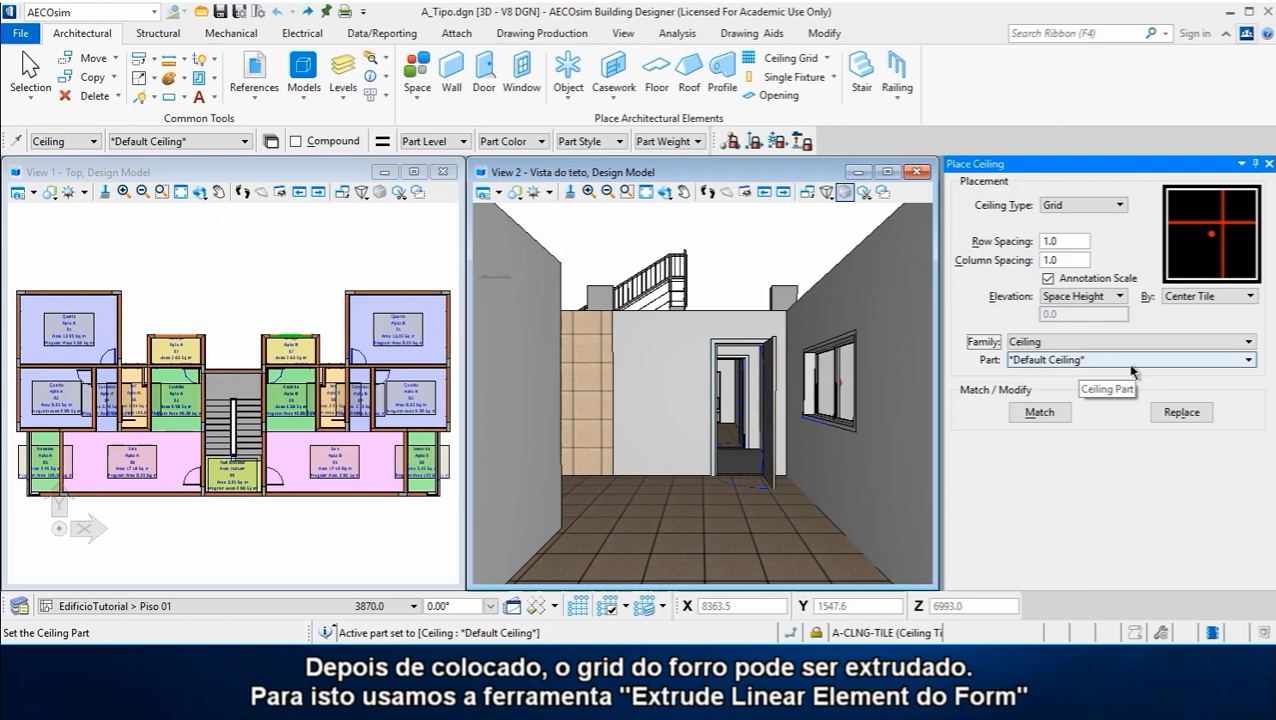 AECOsim
A_Tipo.dgn [3D - V8 DGN] - AECOsim Building Designer (Licensed For Academic Use Only)
File Architectural Structural Mechanical Electrical Data/Reporting Attach Drawing Production View Analysis Drawing Aids Modify
Search Ribbon (F4) Sign in
Selection Move Copy Delete References Models Levels Space Wall Door Window Object Casework Floor Roof Profile Ceiling Grid Single Fixture Opening Stair Railing
Common Tools Place Architectural Elements
Ceiling *Default Ceiling* Compound Part Level Part Color Part Style Part Weight
View 1 - Top, Design Model
View 2 - Vista do teto, Design Model
Y
X
Place Ceiling
Placement
Ceiling Type: Grid
Row Spacing: 1.0
Column Spacing: 1.0
Annotation Scale
Elevation: Space Height By: Center Tile
0.0
Family: Ceiling
Part: *Default Ceiling*
Ceiling Part
Match / Modify
Match Replace
EdificioTutorial > Piso 01 3870.0 0.00° X 8363.5 Y 1547.6 Z 6993.0
Set the Ceiling Part Active part set to [Ceiling : *Default Ceiling*] A-CLNG-TILE (Ceiling Ti
Depois de colocado, o grid do forro pode ser extrudado.
Para isto usamos a ferramenta "Extrude Linear Element do Form"